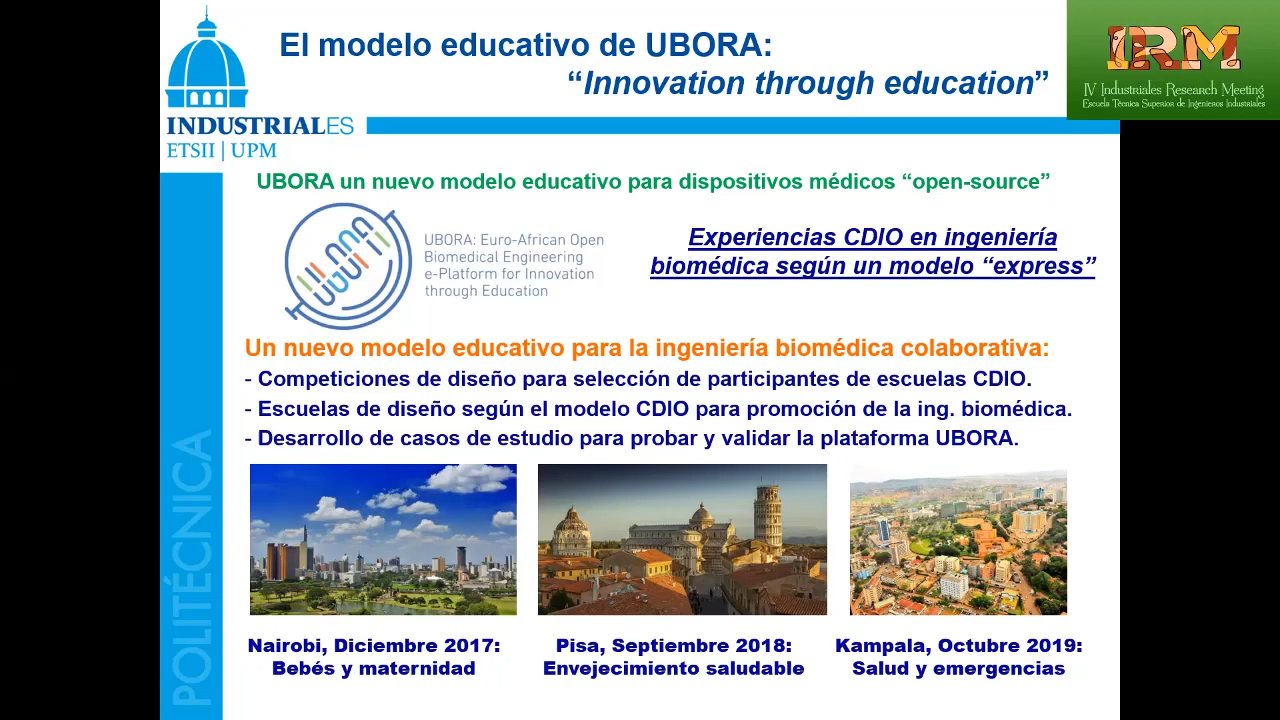 El modelo educativo de UBORA:
“Innovation through education”
IRM
IV Industriales Research Meeting
Escuela Técnica Superior de Ingenieros Industriales
INDUSTRIALES
ETSII | UPM
UBORA un nuevo modelo educativo para dispositivos médicos “open-source”
UBORA: Euro-African Open
Biomedical Engineering
e-Platform for Innovation
through Education
Experiencias CDIO en ingeniería
biomédica según un modelo “express”
Un nuevo modelo educativo para la ingeniería biomédica colaborativa:
- Competiciones de diseño para selección de participantes de escuelas CDIO.
- Escuelas de diseño según el modelo CDIO para promoción de la ing. biomédica.
- Desarrollo de casos de estudio para probar y validar la plataforma UBORA.
POLITÉCNICA
Nairobi, Diciembre 2017:
Bebés y maternidad
Pisa, Septiembre 2018:
Envejecimiento saludable
Kampala, Octubre 2019:
Salud y emergencias